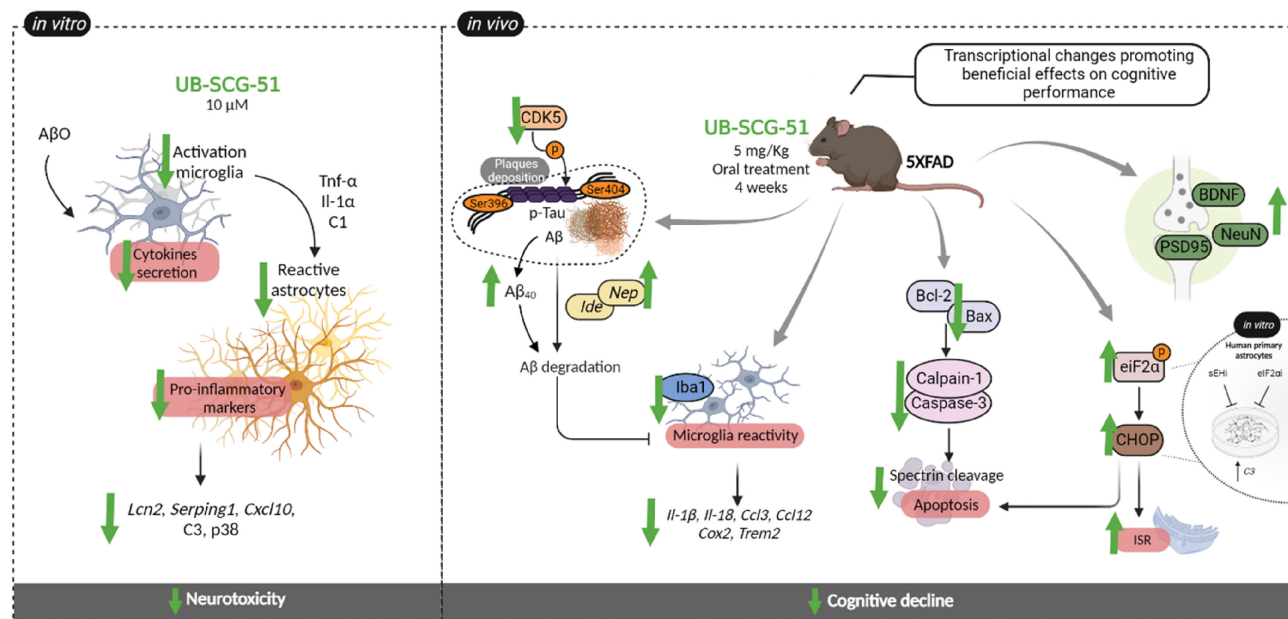 in vitro
UB-SCG-51
10 µM
AβO
Activation
microglia
Tnf-α
Il-1α
C1
Cytokines
secretion
Reactive
astrocytes
Pro-inflammatory
markers
Lcn2, Serping1, Cxcl10,
C3, p38
Neurotoxicity
in vivo
Transcriptional changes promoting
beneficial effects on cognitive
performance
UB-SCG-51
5 mg/Kg
Oral treatment
4 weeks
5XFAD
CDK5
P
Plaques
deposition
Ser396
Ser404
p-Tau
Aβ
Aβ40
Ide
Nep
Aβ degradation
Iba1
Microglia reactivity
Il-1β, Il-18, Ccl3, Ccl12
Cox2, Trem2
Bcl-2
Bax
Calpain-1
Caspase-3
Spectrin cleavage
Apoptosis
BDNF
NeuN
PSD95
P
eiF2α
CHOP
ISR
in vitro
Human primary
astrocytes
sEHi
eIF2αi
C3
Cognitive decline